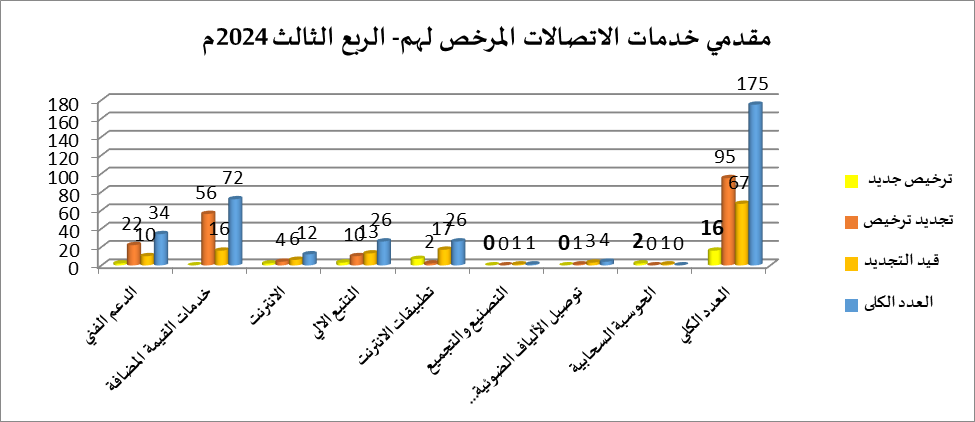 مقدمي خدمات الاتصالات المرخص لهم- الربع الثالث 2024م
180
160
140
120
100
80
60
40
20
0
22 10 34
56 16 72
4 6 12
10 13 26
2 17 26
0 0 1 1
0 1 3 4
2 0 1 0
16 95 67 175
الدعم الفني
خدمات القيمة المضافة
الانترنت
التتبع الالي
تطبيقات الانترنت
التصنيع والتجميع
توصيل الألياف الضوئية...
الحوسبة السحابية
العدد الكلي
ترخيص جديد
تجديد ترخيص
قيد التجديد
العدد الكلى